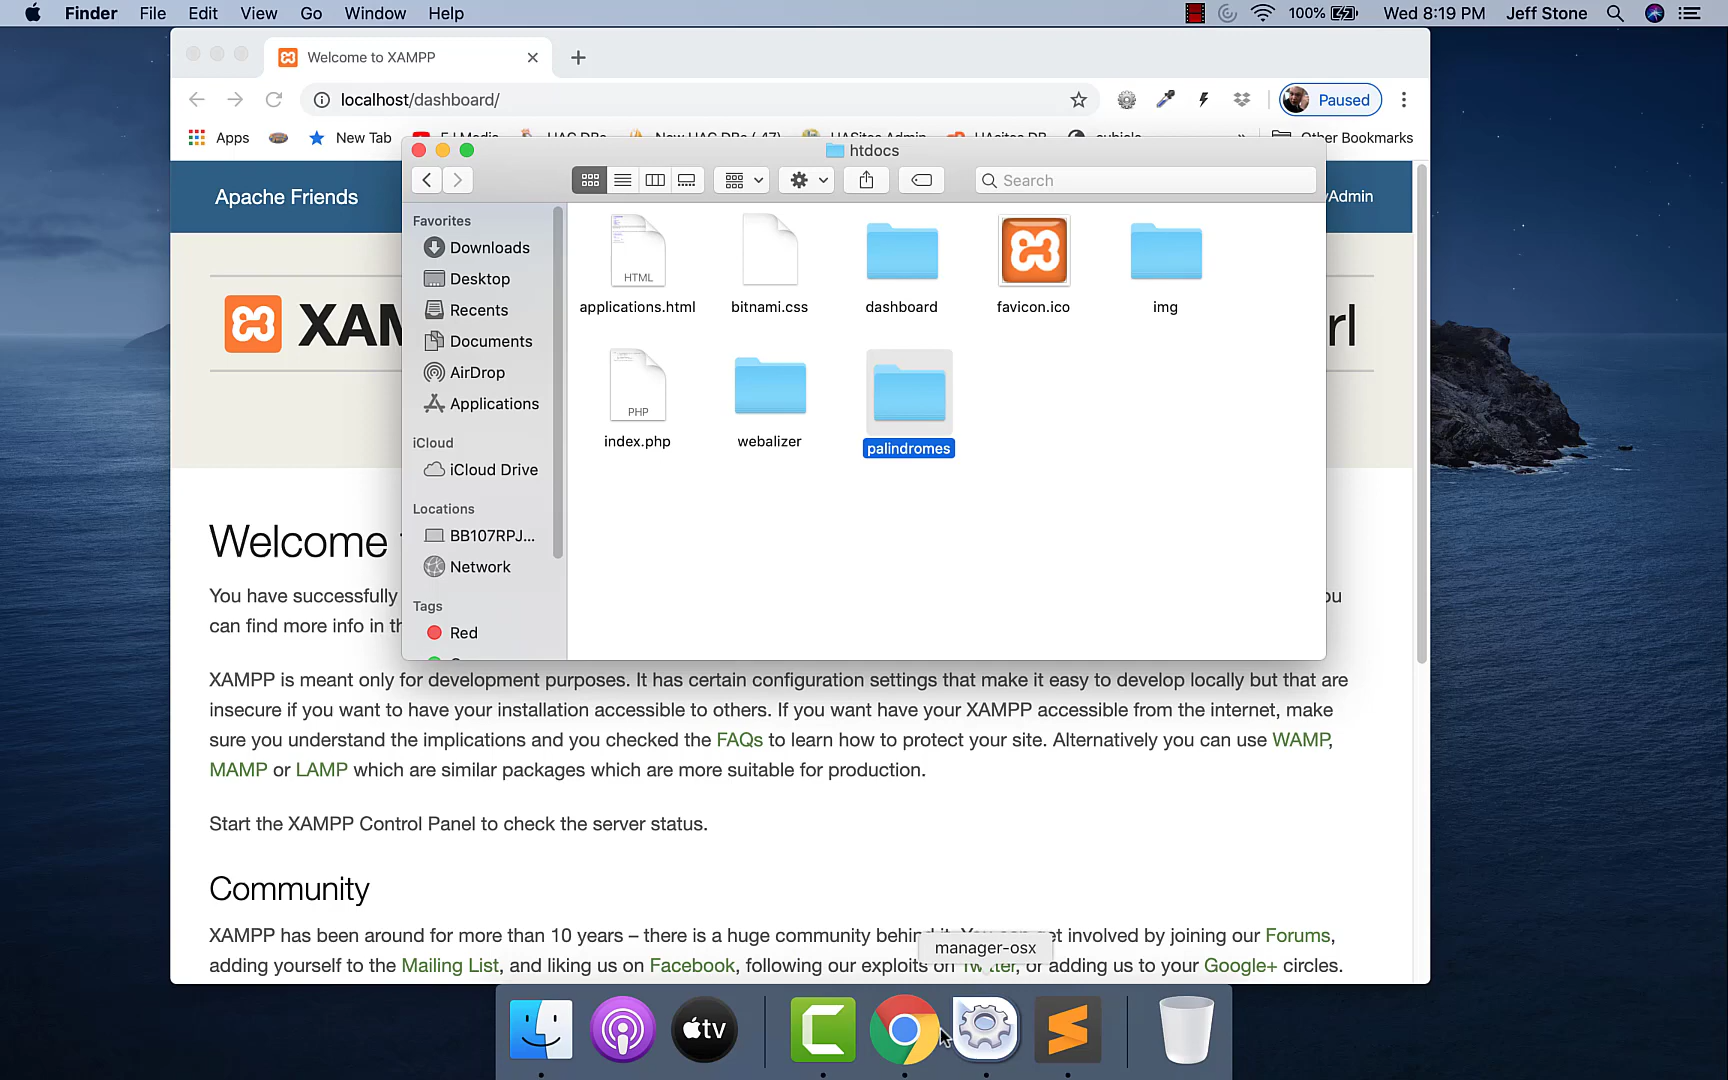 Finder File Edit View Go Window Help 100% Wed 8:19 PM Jeff Stone
Welcome to XAMPP
localhost/dashboard/ Paused
Apps New Tab Other Bookmarks
htdocs
Search
Apache Friends
Favorites
Downloads
Desktop
Recents
Documents
AirDrop
Applications
iCloud
iCloud Drive
Locations
BB107RPJ...
Network
Tags
Red
HTML
applications.html bitnami.css dashboard favicon.ico img
PHP
index.php webalizer palindromes
XAM
Welcome
You have successfully
can find more info in th
XAMPP is meant only for development purposes. It has certain configuration settings that make it easy to develop locally but that are
insecure if you want to have your installation accessible to others. If you want have your XAMPP accessible from the internet, make
sure you understand the implications and you checked the FAQs to learn how to protect your site. Alternatively you can use WAMP,
MAMP or LAMP which are similar packages which are more suitable for production.
Start the XAMPP Control Panel to check the server status.
Community
XAMPP has been around for more than 10 years – there is a huge community behind it. You can get involved by joining our Forums,
adding yourself to the Mailing List, and liking us on Facebook, following our exploits on Twitter, or adding us to your Google+ circles.
manager-osx
tv